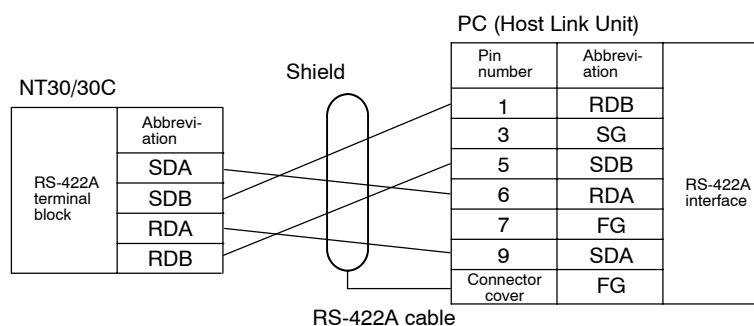 PC (Host Link Unit)
NT30/30C
Shield
RS-422A
terminal
block
Abbrevi-
ation
SDA
SDB
RDA
RDB
Pin
number
Abbrevi-
ation
1 RDB
3 SG
5 SDB
6 RDA
7 FG
9 SDA
Connector
cover
FG
RS-422A
interface
RS-422A cable